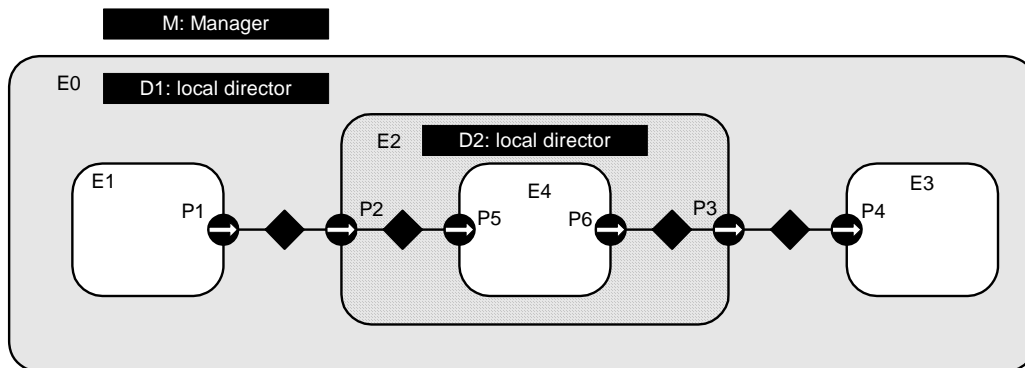 M: Manager
E0
D1: local director
E2
D2: local director
E1
E4
E3
P1
P2
P5
P6
P3
P4